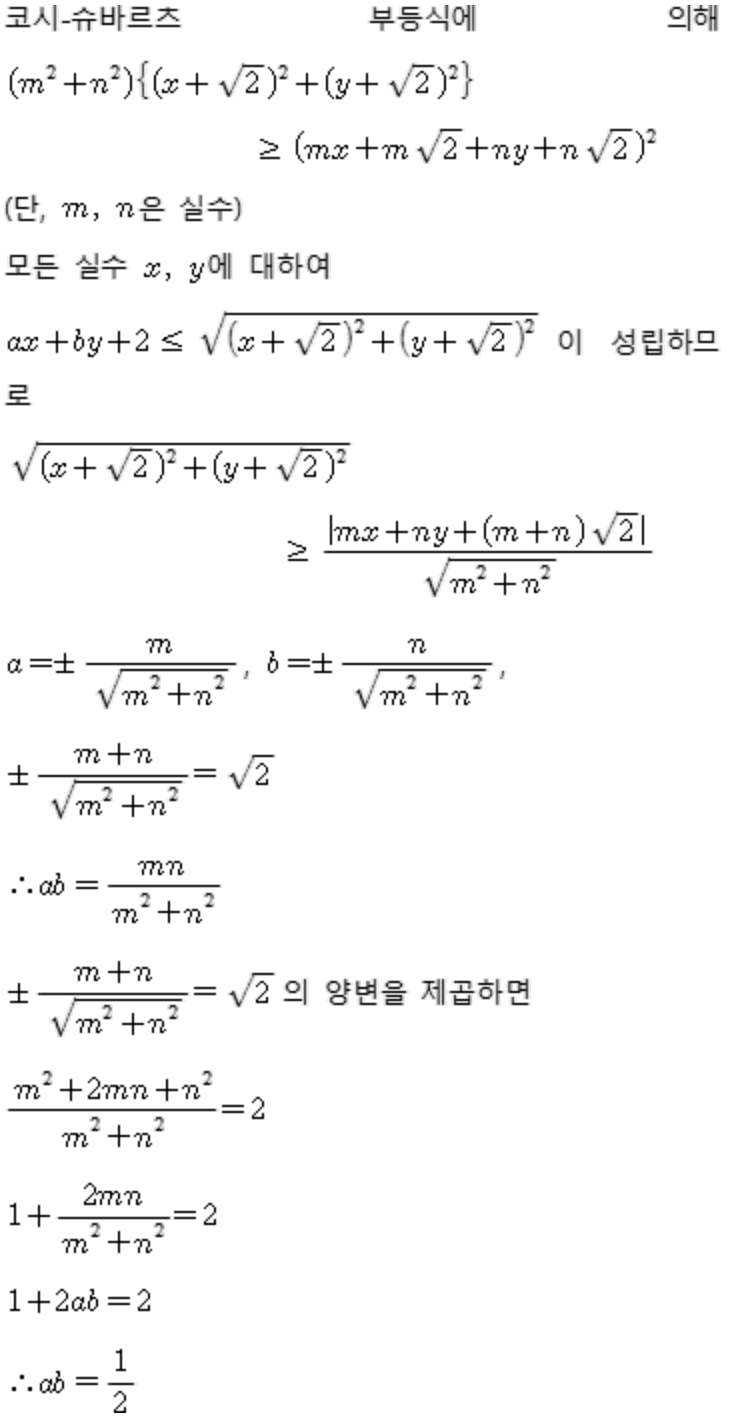 코시-슈바르츠 부등식에 의해
(m²+n²){(x+√2)²+(y+√2)²}
≥ (mx+m√2+ny+n√2)²
(단, m, n은 실수)
모든 실수 x, y에 대하여
ax+by+2 ≤ √((x+√2)²+(y+√2)²) 이 성립하므
로
√((x+√2)²+(y+√2)²)
≥ |mx+ny+(m+n)√2| / √(m²+n²)
a=± m/√(m²+n²), b=± n/√(m²+n²),
± (m+n)/√(m²+n²) = √2
∴ab = mn/(m²+n²)
± (m+n)/√(m²+n²) = √2 의 양변을 제곱하면
(m²+2mn+n²)/(m²+n²) = 2
1+ 2mn/(m²+n²) = 2
1+2ab=2
∴ab = 1/2